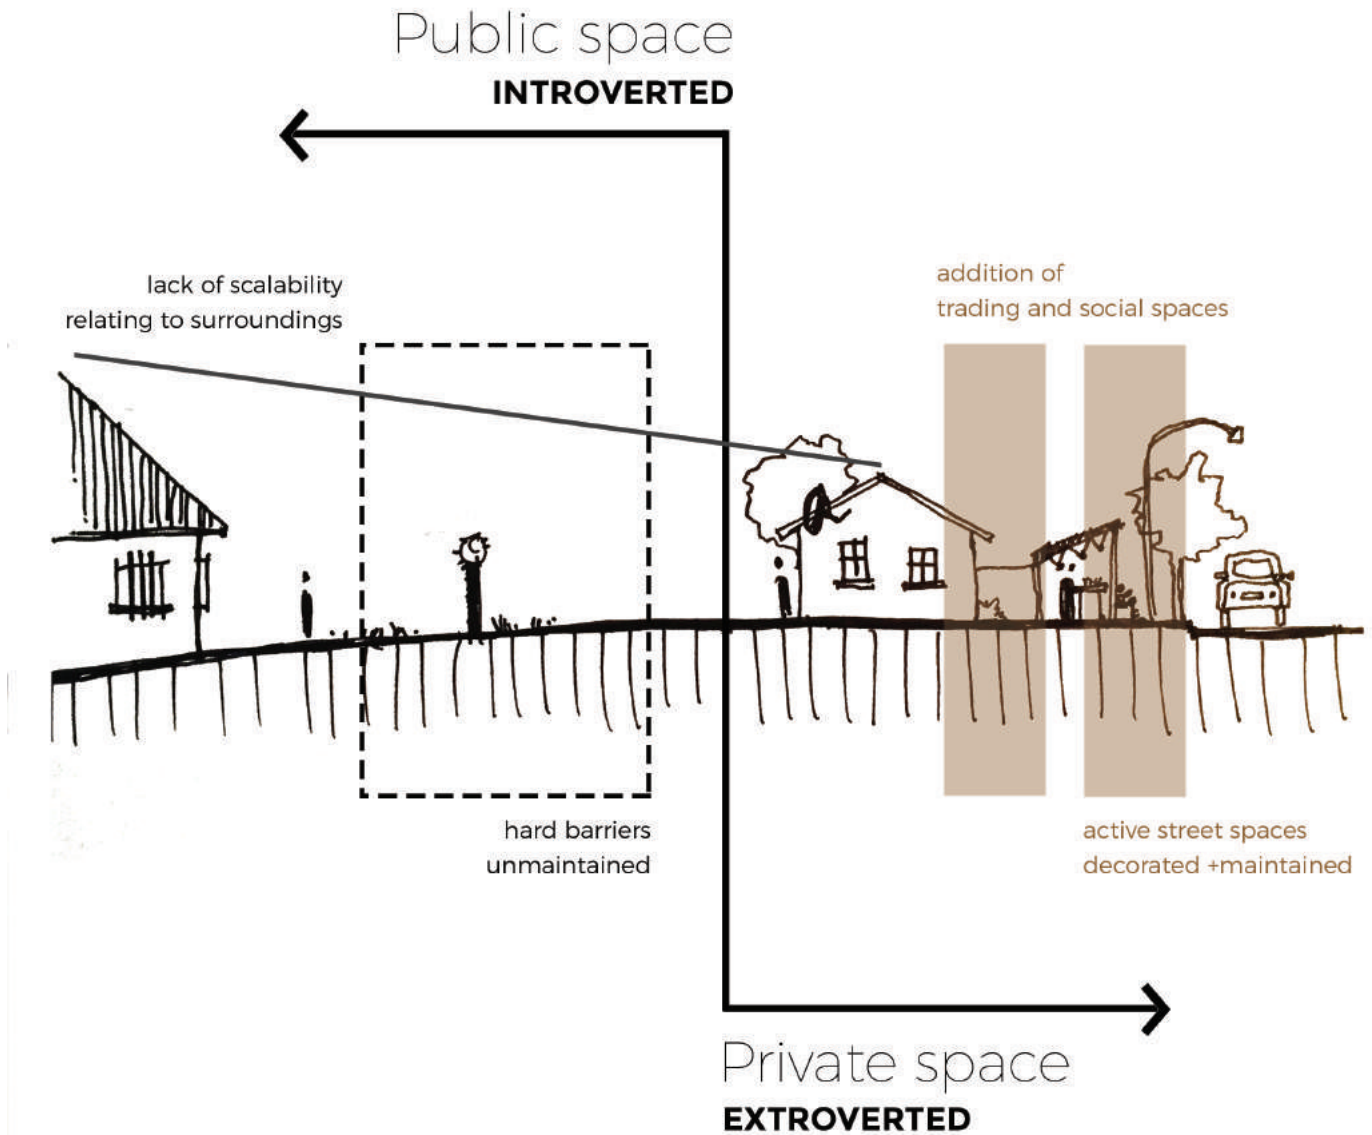 Public space
INTROVERTED
lack of scalability
relating to surroundings
addition of
trading and social spaces
hard barriers
unmaintained
active street spaces
decorated +maintained
Private space
EXTROVERTED